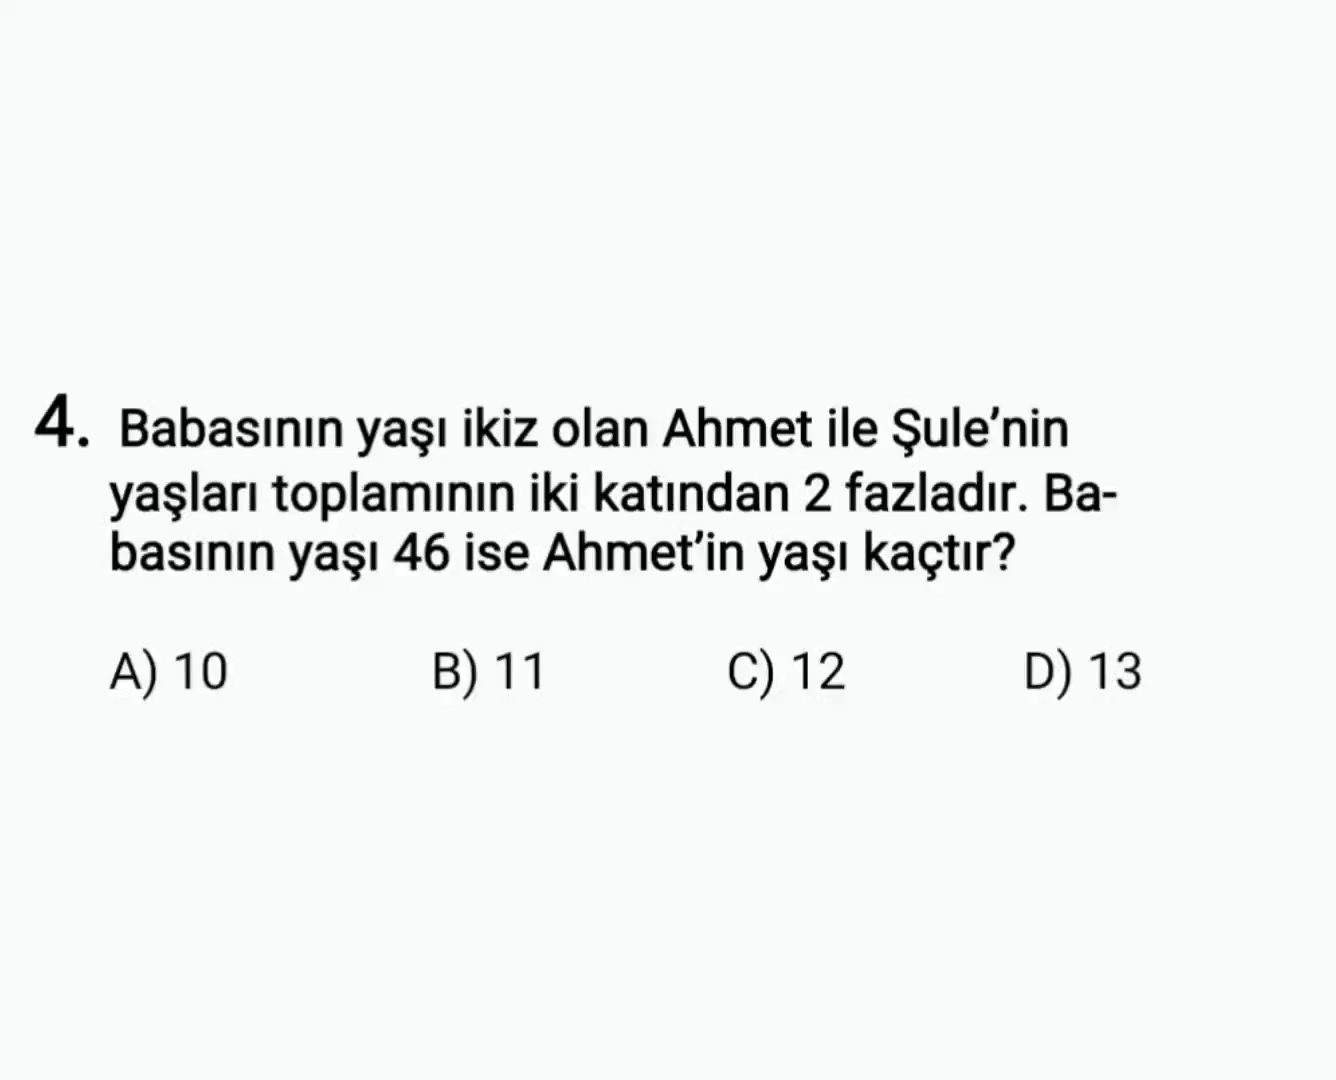 4. Babasının yaşı ikiz olan Ahmet ile Şule’nin
yaşları toplamının iki katından 2 fazladır. Ba-
basının yaşı 46 ise Ahmet’in yaşı kaçtır?
A) 10 B) 11 C) 12 D) 13